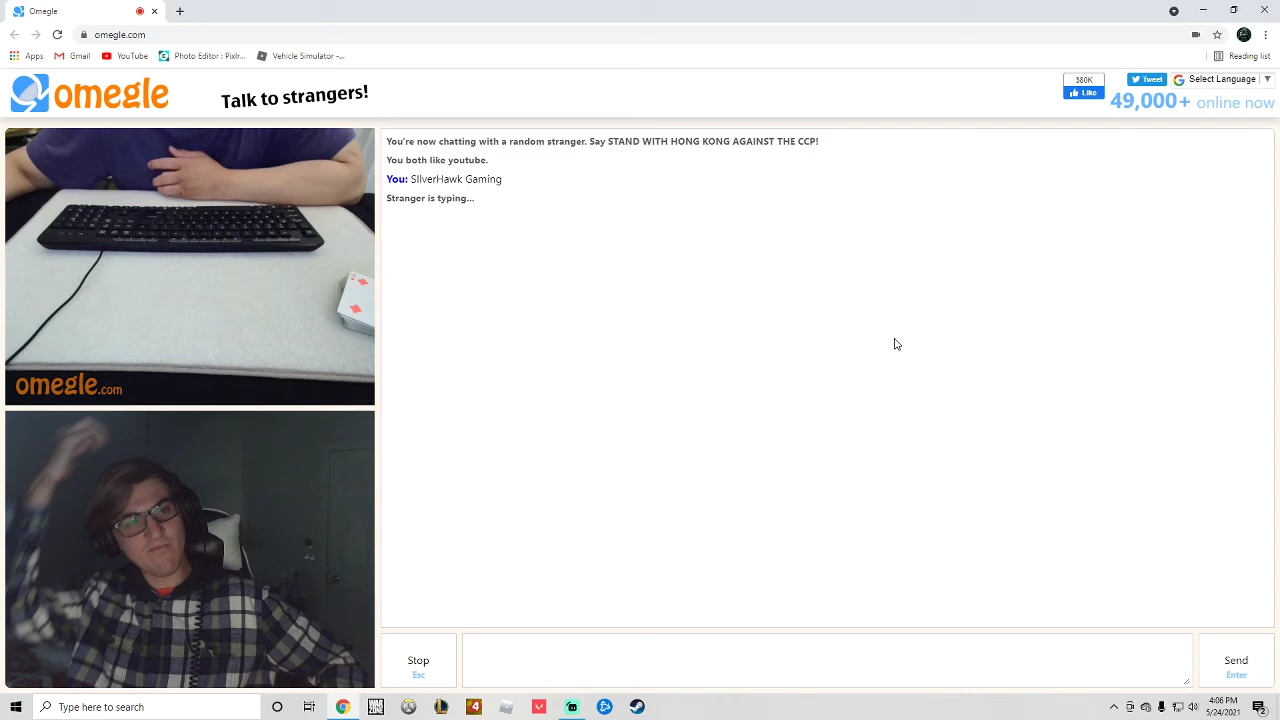 Omegle
omegle.com
Apps
Gmail
YouTube
Photo Editor : Pixlr...
Vehicle Simulator -...
Reading list
omegle
Talk to strangers!
380K
Like
Tweet
Select Language
49,000+ online now
You're now chatting with a random stranger. Say STAND WITH HONG KONG AGAINST THE CCP!
You both like youtube.
You: SIlverHawk Gaming
Stranger is typing...
omegle.com
Stop
Esc
Send
Enter
Type here to search
4:06 PM
5/24/2021